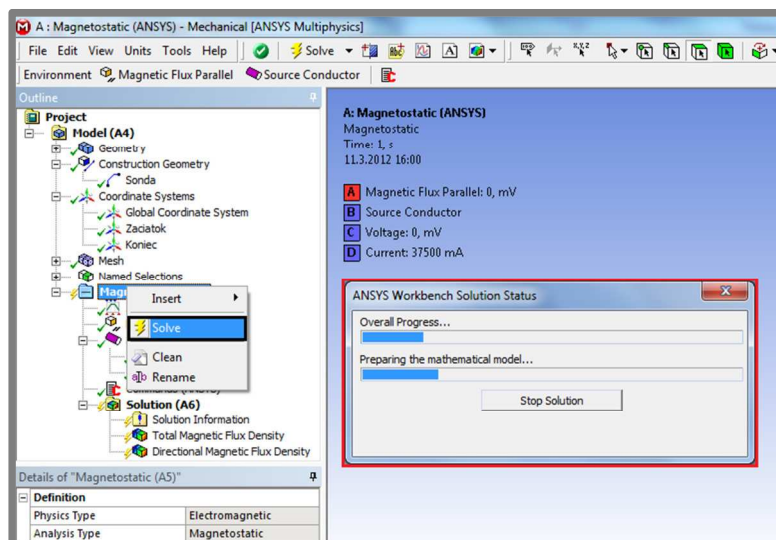 A : Magnetostatic (ANSYS) - Mechanical [ANSYS Multiphysics]
File Edit View Units Tools Help Solve
Environment Magnetic Flux Parallel Source Conductor
Outline
Project
Model (A4)
Geometry
Construction Geometry
Sonda
Coordinate Systems
Global Coordinate System
Zaciatok
Koniec
Mesh
Named Selections
Insert
Solve
Clean
Rename
Commands (ANSYS)
Solution (A6)
Solution Information
Total Magnetic Flux Density
Directional Magnetic Flux Density
Details of "Magnetostatic (A5)"
Definition
Physics Type Electromagnetic
Analysis Type Magnetostatic
A: Magnetostatic (ANSYS)
Magnetostatic
Time: 1, s
11.3.2012 16:00
A Magnetic Flux Parallel: 0, mV
B Source Conductor
C Voltage: 0, mV
D Current: 37500 mA
ANSYS Workbench Solution Status
Overall Progress...
Preparing the mathematical model...
Stop Solution